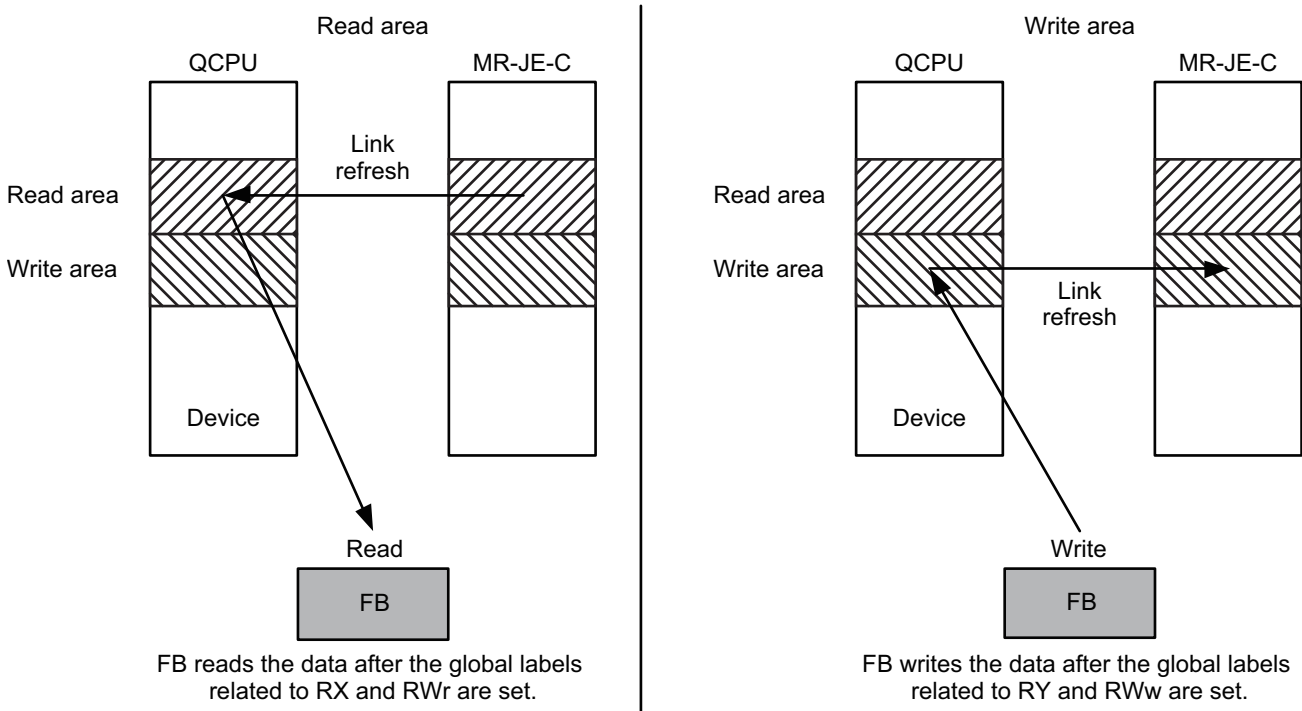 Read area
QCPU
MR-JE-C
Link
refresh
Read area
Write area
Device
Read
FB
FB reads the data after the global labels
related to RX and RWr are set.
Write area
QCPU
MR-JE-C
Read area
Write area
Link
refresh
Device
Write
FB
FB writes the data after the global labels
related to RY and RWw are set.